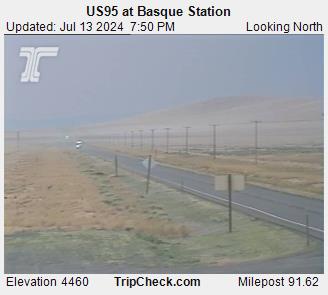 US95 at Basque Station
Updated: Jul 13 2024 7:50 PM Looking North
Elevation 4460 TripCheck.com Milepost 91.62